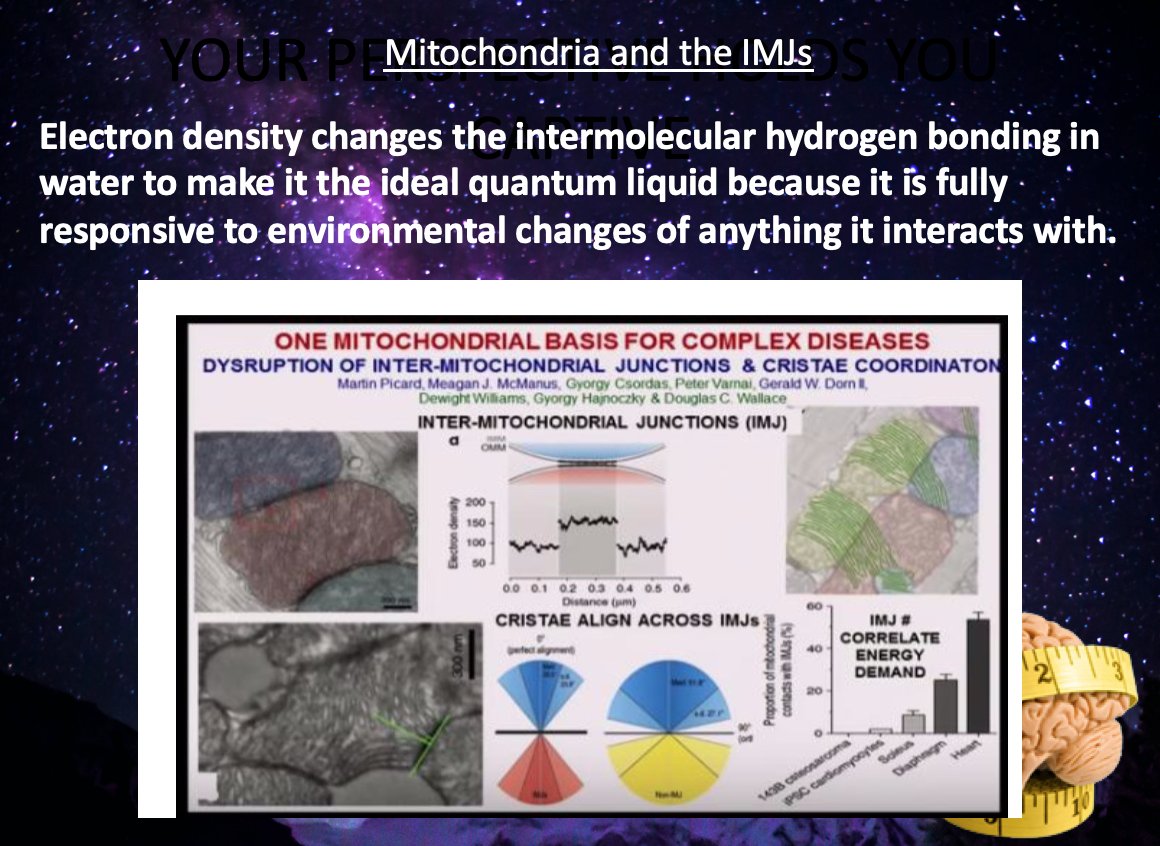 YOUR PERSPECTIVE HOLDS YOU
CAPTIVE
Mitochondria and the IMJs
Electron density changes the intermolecular hydrogen bonding in
water to make it the ideal quantum liquid because it is fully
responsive to environmental changes of anything it interacts with.
ONE MITOCHONDRIAL BASIS FOR COMPLEX DISEASES
DYSRUPTION OF INTER-MITOCHONDRIAL JUNCTIONS & CRISTAE COORDINATON
Martin Picard, Meagan J. McManus, Gyorgy Csordas, Peter Varnai, Gerald W. Dorn II,
Dewight Williams, Gyorgy Hajnoczky & Douglas C. Wallace
INTER-MITOCHONDRIAL JUNCTIONS (IMJ)
a
IMM
OMM
Electron density
200
150
100
50
0.0 0.1 0.2 0.3 0.4 0.5 0.6
Distance (µm)
CRISTAE ALIGN ACROSS IMJs
0°
(perfect alignment)
90°
Non-IMJ
300 nm
Proportion of mitochondrial
contacts with IMJs (%)
60
40
20
0
IMJ #
CORRELATE
ENERGY
DEMAND
143B osteosarcoma
iPSC cardiomyocytes
Soleus
Diaphragm
Heart
2
3
10